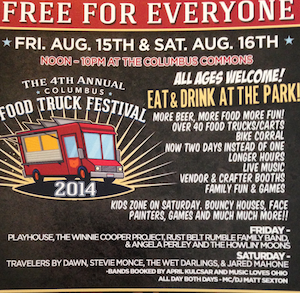 FREE FOR EVERYONE
★ FRI. AUG. 15TH & SAT. AUG. 16TH ★
NOON - 10PM AT THE COLUMBUS COMMONS
THE 4TH ANNUAL
COLUMBUS
FOOD TRUCK FESTIVAL
2014
ALL AGES WELCOME!
EAT & DRINK AT THE PARK!
MORE BEER, MORE FOOD MORE FUN!
OVER 40 FOOD TRUCKS/CARTS
BIKE CORRAL
NOW TWO DAYS INSTEAD OF ONE
LONGER HOURS
LIVE MUSIC
VENDOR & CRAFTER BOOTHS
FAMILY FUN & GAMES
KIDS ZONE ON SATURDAY, BOUNCY HOUSES, FACE
PAINTERS, GAMES AND MUCH MUCH MORE!!
FRIDAY -
PLAYHOUSE, THE WINNIE COOPER PROJECT, RUST BELT RUMBLE FAMILY BAND,
& ANGELA PERLEY AND THE HOWLIN' MOONS
SATURDAY -
TRAVELERS BY DAWN, STEVIE MONCE, THE WET DARLINGS, & JARED MAHONE
-BANDS BOOKED BY APRIL KULCSAR AND MUSIC LOVES OHIO
ALL DAY BOTH DAYS - MC/DJ MATT SEXTON